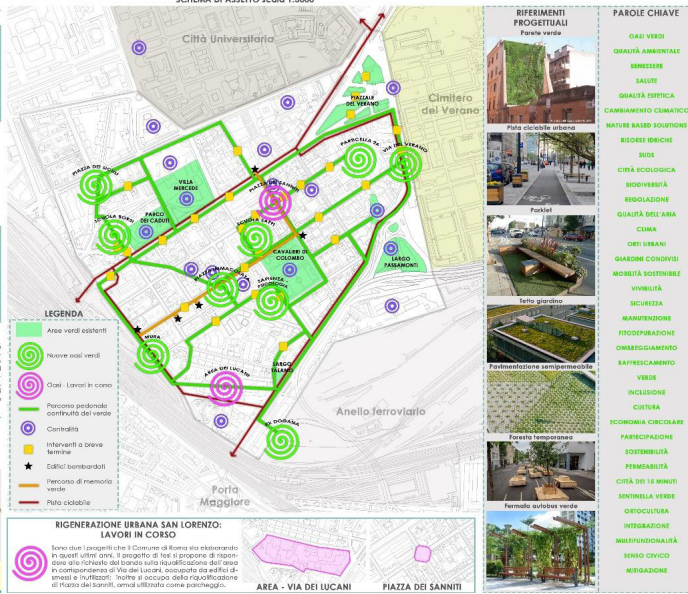 SCHEMA DI ASSETTO scala 1:5000
Città Universitaria
Cimitero
del Verano
PIAZZALE
DEL VERANO
PARTICELLA 36
VIA DEL VERANO
PIAZZA DEI SICULI
VILLA
MERCEDE
PIAZZA DEI SANNITI
SCUOLA BORSI
PARCO
DEI CADUTI
SCUOLA SAFFI
CAVALIERI DI
COLOMBO
LARGO
PASSAMONTI
PIAZZA IMMACOLATA
SAPIENZA -
PSICOLOGIA
MURA
AREA DEI LUCANI
LARGO
TALAMO
EX DOGANA
Anello ferroviario
Porta
Maggiore
LEGENDA
Aree verdi esistenti
Nuove oasi verdi
Oasi - Lavori in corso
Percorso pedonale
continuità del verde
Centralità
Interventi a breve
termine
Edifici bombardati
Percorso di memoria
verde
Pista ciclabile
RIGENERAZIONE URBANA SAN LORENZO:
LAVORI IN CORSO
Sono due i progetti che il Comune di Roma sta elaborando
in questi ultimi anni. Il progetto di tesi si propone di rispon-
dere alle richieste del bando sulla riqualificazione dell'area
in corrispondenza di Via dei Lucani, occupata da edifici di-
smessi e inutilizzati; inoltre si occupa della riqualificazione
di Piazza dei Sanniti, ormai utilizzata come parcheggio.
AREA - VIA DEI LUCANI
PIAZZA DEI SANNITI
RIFERIMENTI
PROGETTUALI
Parete verde
Pista ciclabile urbana
Parklet
Tetto giardino
Pavimentazione semipermeabile
Foresta temporanea
Fermata autobus verde
PAROLE CHIAVE
OASI VERDI
QUALITÀ AMBIENTALE
BENESSERE
SALUTE
QUALITÀ ESTETICA
CAMBIAMENTO CLIMATICO
NATURE BASED SOLUTIONS
RISORSE IDRICHE
SUDS
CITTÀ ECOLOGICA
BIODIVERSITÀ
REGOLAZIONE
QUALITÀ DELL'ARIA
CLIMA
ORTI URBANI
GIARDINI CONDIVISI
MOBILITÀ SOSTENIBILE
VIVIBILITÀ
SICUREZZA
MANUTENZIONE
FITODEPURAZIONE
OMBREGGIAMENTO
RAFFRESCAMENTO
VERDE
INCLUSIONE
CULTURA
ECONOMIA CIRCOLARE
PARTECIPAZIONE
SOSTENIBILITÀ
PERMEABILITÀ
CITTÀ DEI 15 MINUTI
SENTINELLA VERDE
ORTOCULTURA
INTEGRAZIONE
MULTIFUNZIONALITÀ
SENSO CIVICO
MITIGAZIONE